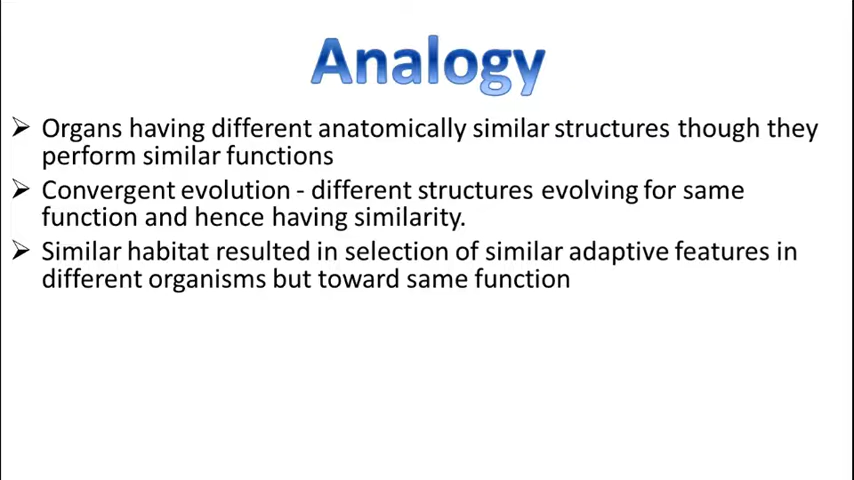 Analogy
➢ Organs having different anatomically similar structures though they
perform similar functions
➢ Convergent evolution - different structures evolving for same
function and hence having similarity.
➢ Similar habitat resulted in selection of similar adaptive features in
different organisms but toward same function